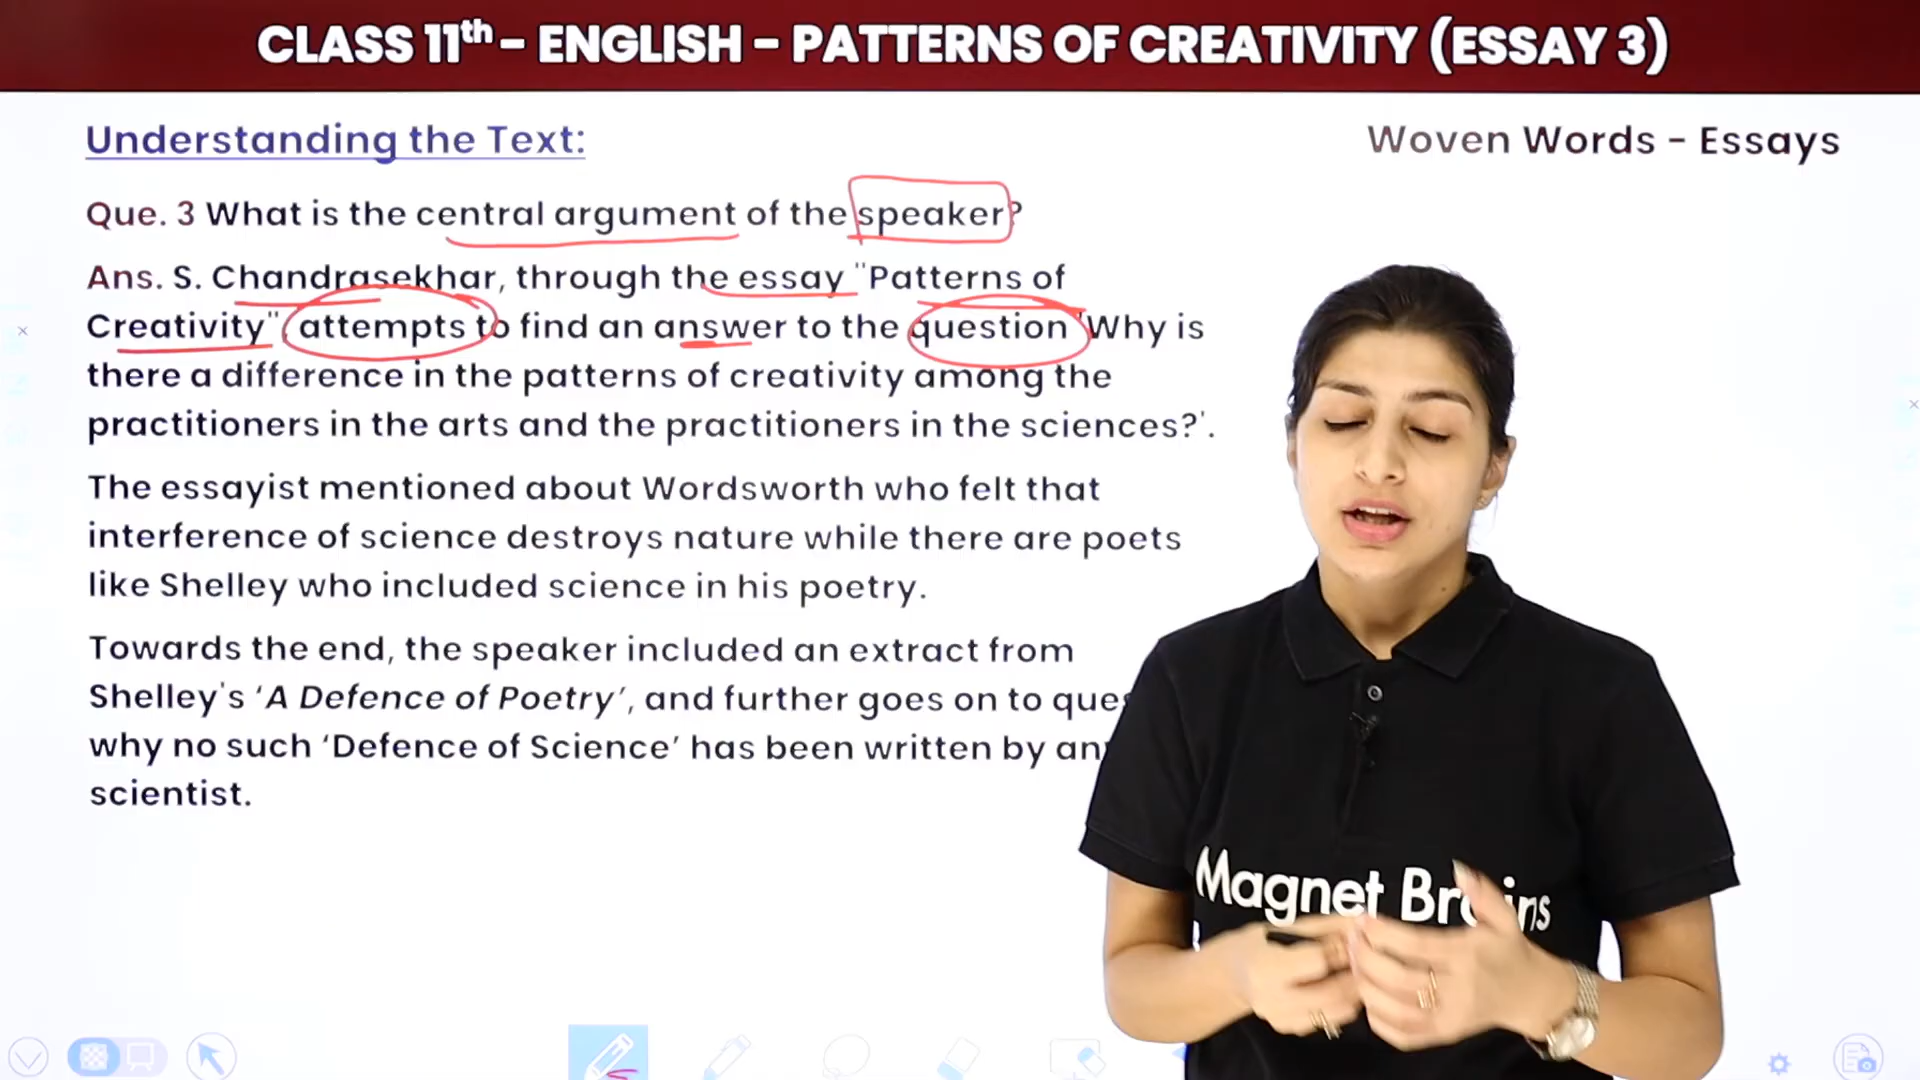 CLASS 11th – ENGLISH – PATTERNS OF CREATIVITY (ESSAY 3)
Understanding the Text:
Woven Words - Essays
Que. 3 What is the central argument of the speaker?
Ans. S. Chandrasekhar, through the essay "Patterns of
Creativity", attempts to find an answer to the question 'Why is
there a difference in the patterns of creativity among the
practitioners in the arts and the practitioners in the sciences?'.
The essayist mentioned about Wordsworth who felt that
interference of science destroys nature while there are poets
like Shelley who included science in his poetry.
Towards the end, the speaker included an extract from
Shelley's ‘A Defence of Poetry’, and further goes on to
why no such ‘Defence of Science’ has been written by
scientist.
Magnet